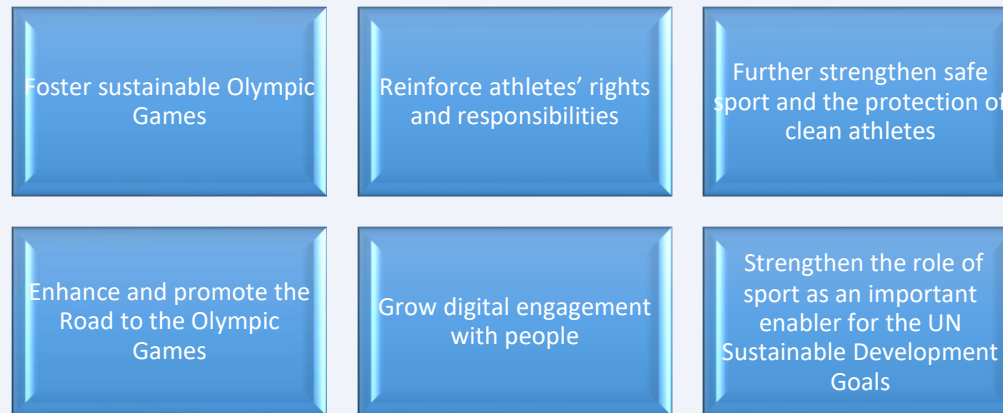 Foster sustainable Olympic
Games
Reinforce athletes’ rights
and responsibilities
Further strengthen safe
sport and the protection of
clean athletes
Enhance and promote the
Road to the Olympic
Games
Grow digital engagement
with people
Strengthen the role of
sport as an important
enabler for the UN
Sustainable Development
Goals